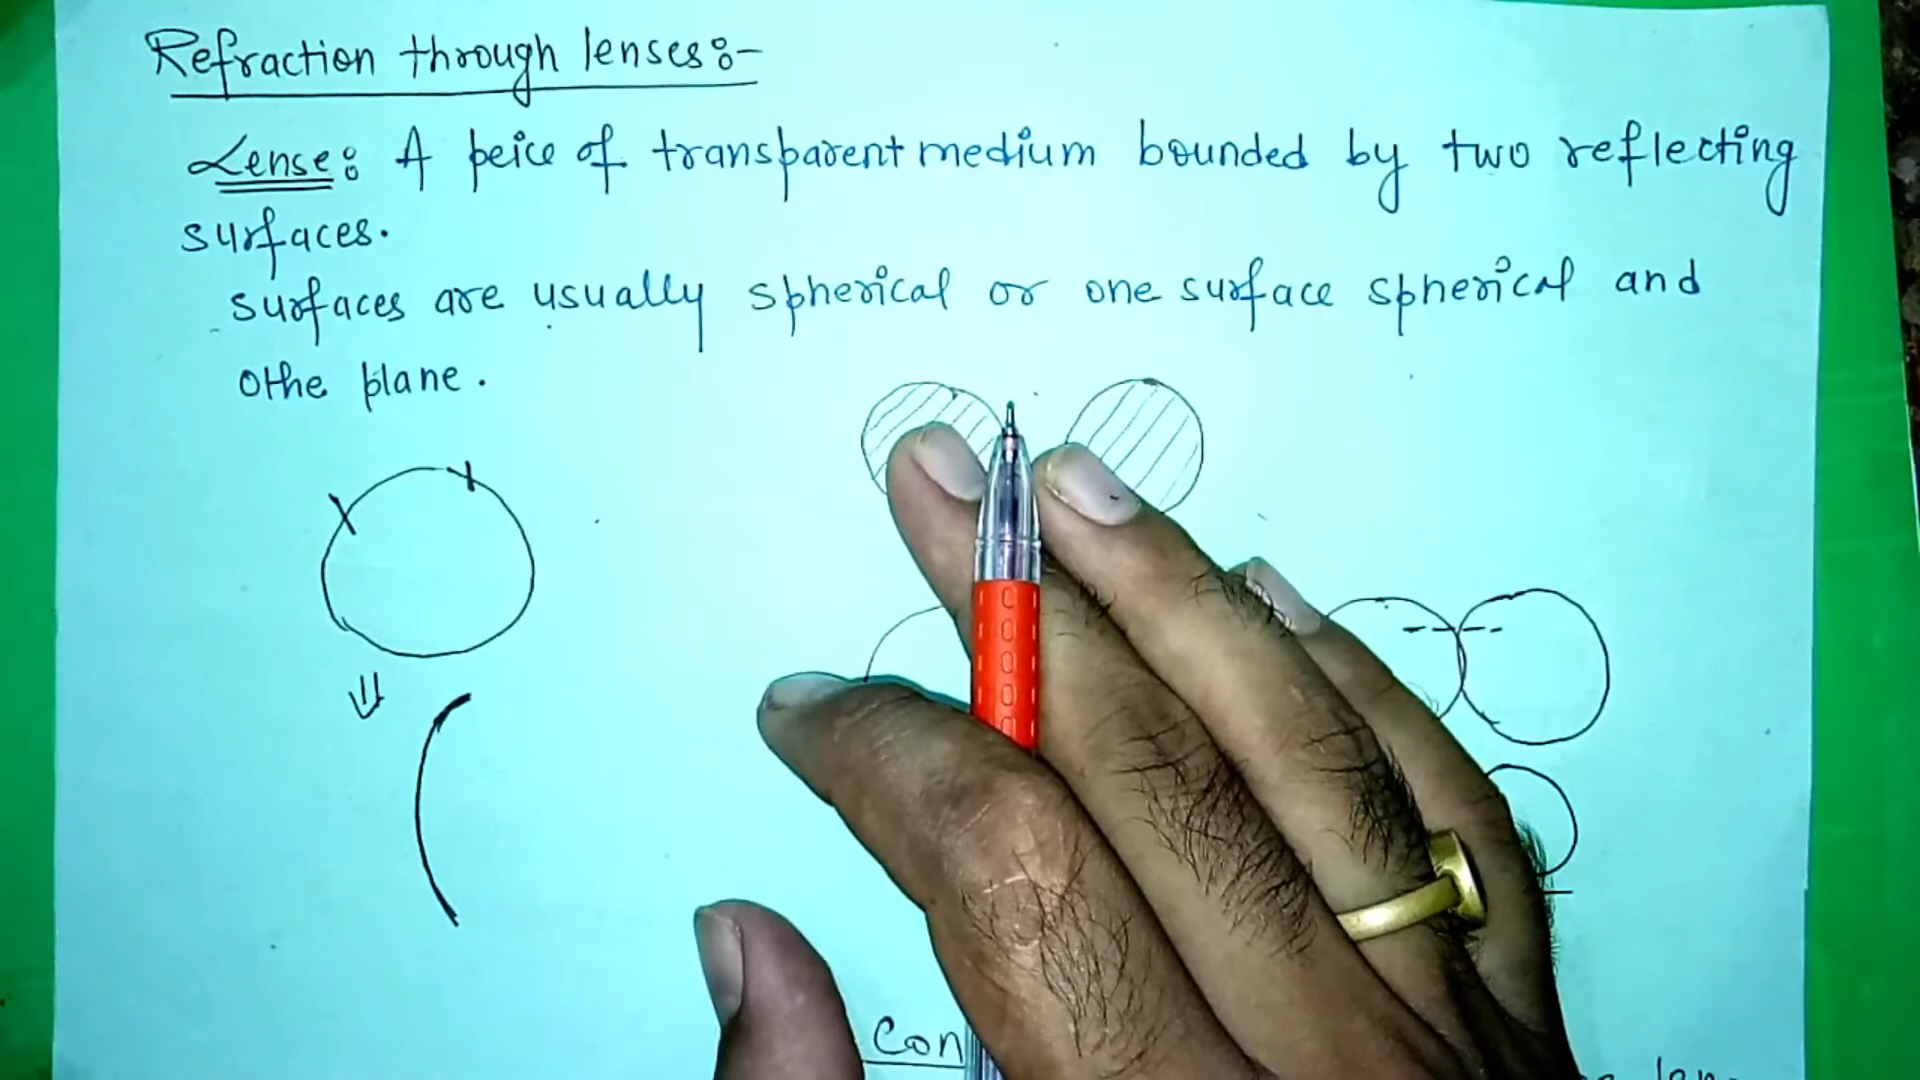 Refraction through lenses:-
Lense: A peice of transparent medium bounded by two reflecting
surfaces.
surfaces are usually spherical or one surface spherical and
othe plane.
Con